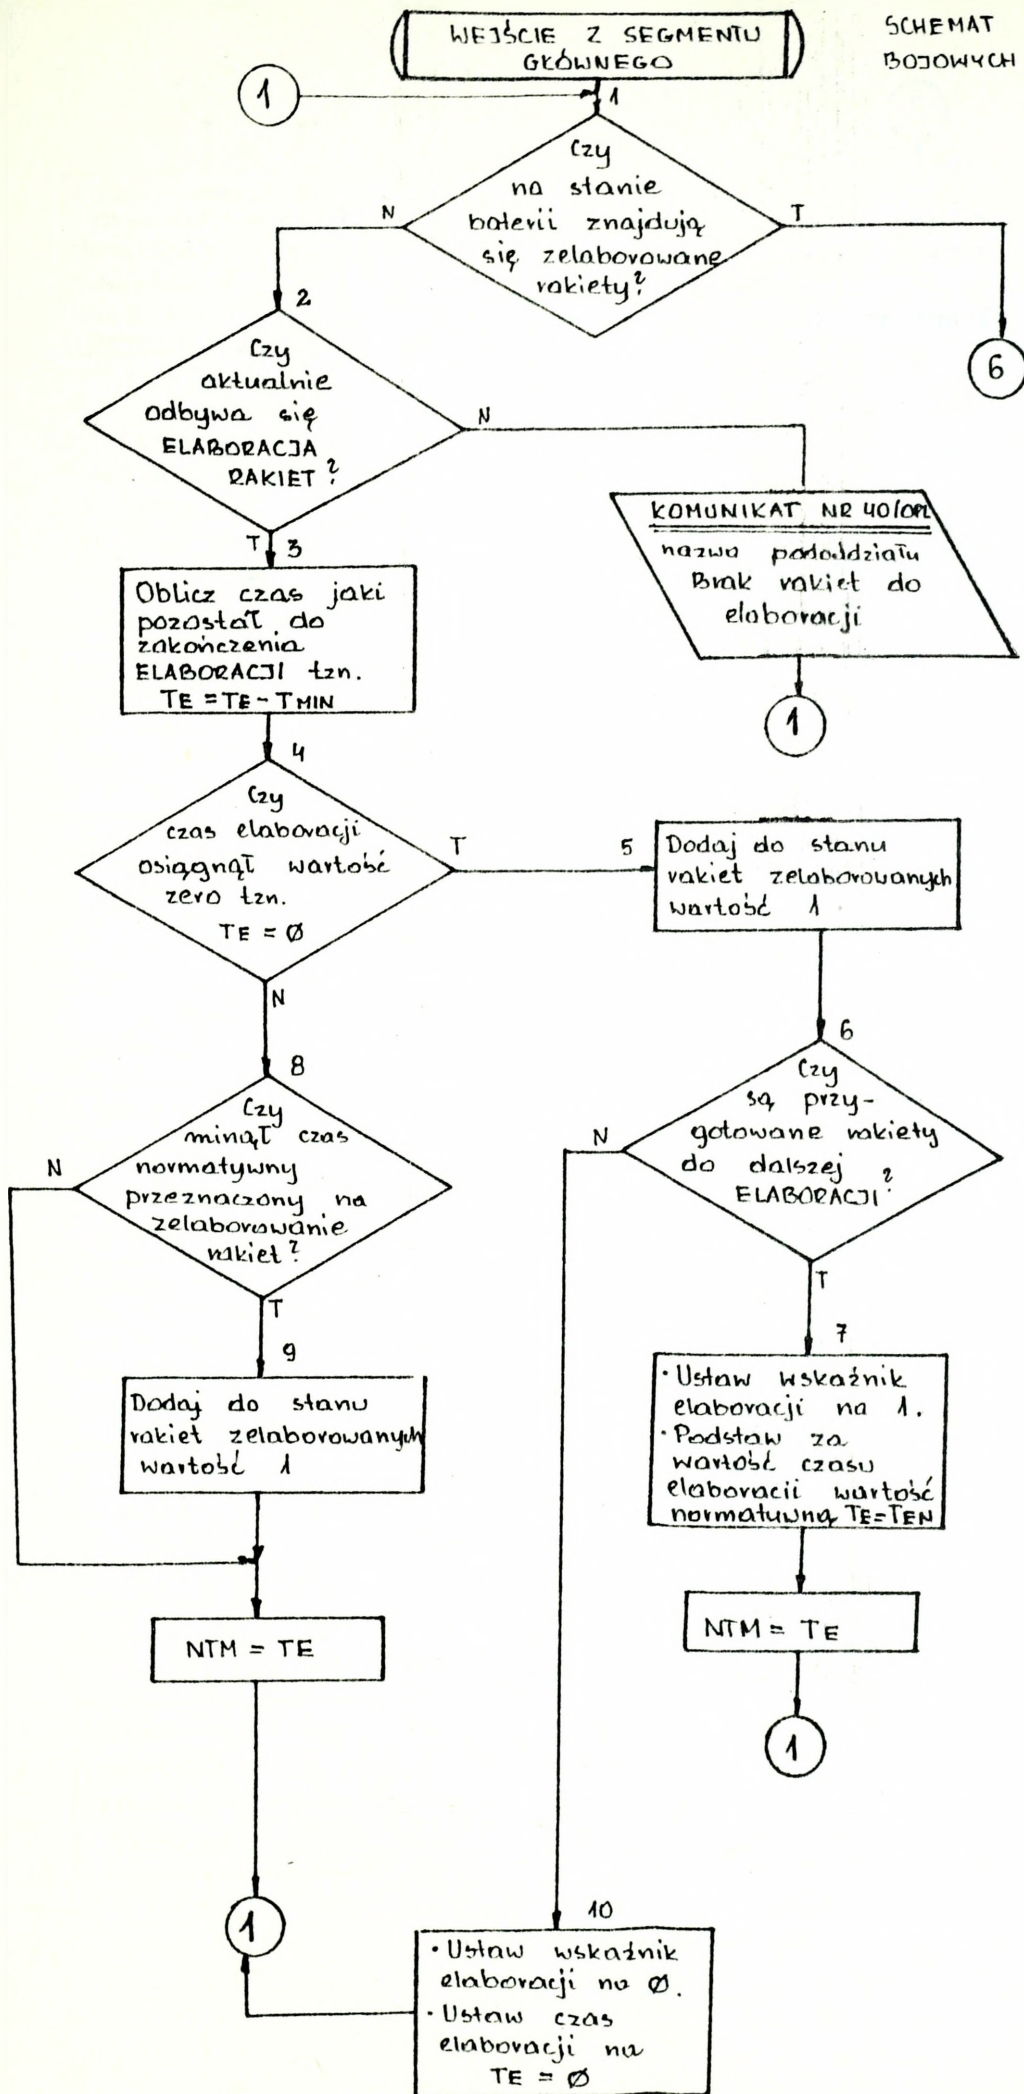 WEJŚCIE Z SEGMENTU
GŁÓWNEGO
SCHEMAT
BOJOWYCH
1
1
Czy
na stanie
baterii znajdują
się zelaborowane
rakiety?
N
T
6
2
Czy
aktualnie
odbywa się
ELABORACJA
RAKIET?
N
T
KOMUNIKAT NR 40/OPL
nazwa pododdziału
Brak rakiet do
elaboracji
1
3
Oblicz czas jaki
pozostał do
zakończenia
ELABORACJI tzn.
TE = TE - TMIN
4
Czy
czas elaboracji
osiągnął wartość
zero tzn.
TE = Ø
T
N
5
Dodaj do stanu
rakiet zelaborowanych
wartość 1
6
Czy
są przy-
gotowane rakiety
do dalszej
ELABORACJI?
N
T
8
Czy
minął czas
normatywny
przeznaczony na
zelaborowanie
rakiet?
N
T
7
· Ustaw wskaźnik
elaboracji na 1.
· Podstaw za
wartość czasu
elaboracii wartość
normatuwną TE=TEN
9
Dodaj do stanu
rakiet zelaborowanych
wartość 1
NTM = TE
NTM = TE
1
1
10
· Ustaw wskaźnik
elaboracji na Ø.
· Ustaw czas
elaboracji na
TE = Ø